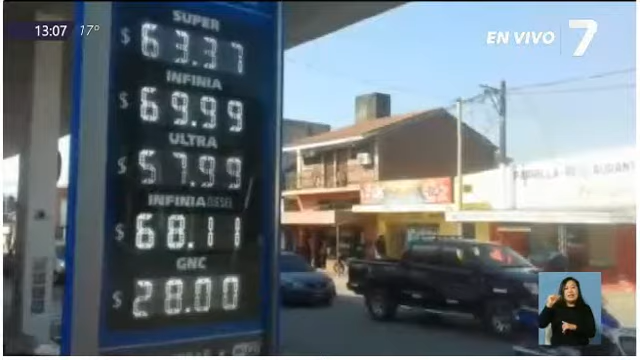 13:07 17°
EN VIVO 7
SUPER
$ 63.37
INFINIA
$ 69.99
ULTRA
$ 57.99
INFINIA DIESEL
$ 68.11
GNC
$ 28.00